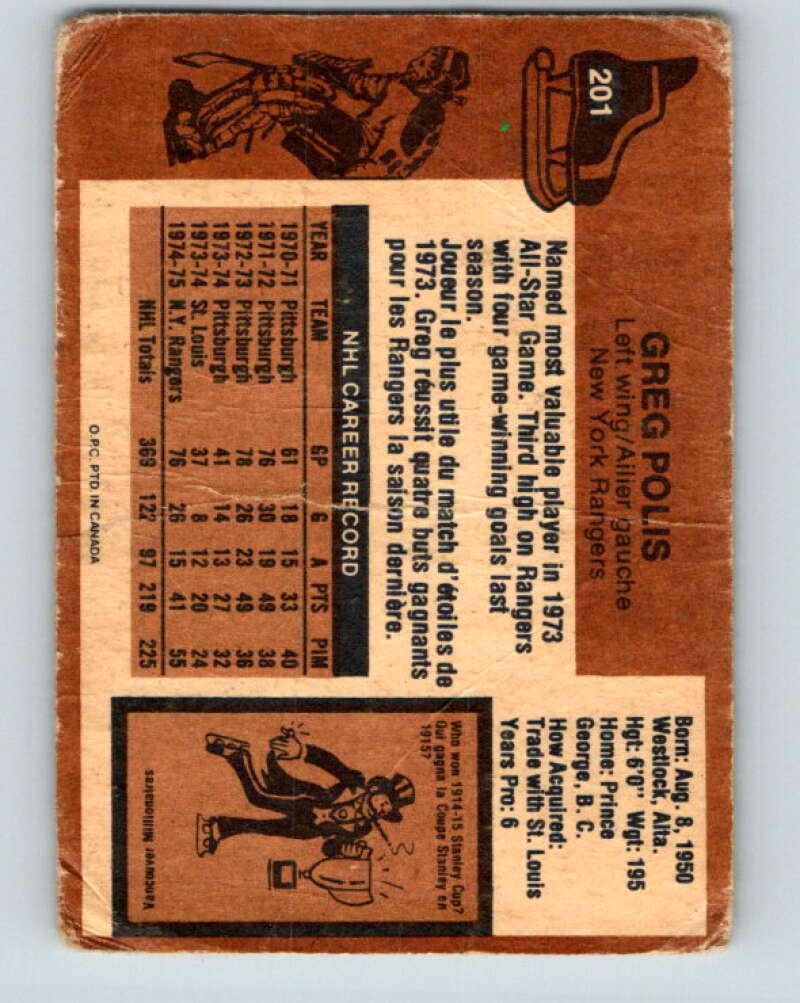 201
GREG POLIS
Left wing/Ailier gauche
New York Rangers
Named most valuable player in 1973
All-Star Game. Third high on Rangers
with four game-winning goals last
season.
Joueur le plus utile du match d'étoiles de
1973. Greg réussit quatre buts gagnants
pour les Rangers la saison dernière.
NHL CAREER RECORD
YEAR TEAM GP G A PTS PIM
1970-71 Pittsburgh 61 18 15 33 40
1971-72 Pittsburgh 76 30 19 49 38
1972-73 Pittsburgh 78 26 23 49 36
1973-74 Pittsburgh 41 14 13 27 32
1973-74 St. Louis 37 8 12 20 24
1974-75 N.Y. Rangers 76 26 15 41 55
NHL Totals 369 122 97 219 225
O.P.C. PTD. IN CANADA
Born: Aug. 8, 1950
Westlock, Alta.
Hgt: 6'0" Wgt: 195
Home: Prince
George, B. C.
How Acquired:
Trade with St. Louis
Years Pro: 6
Who won 1914-15 Stanley Cup?
Qui gagna la Coupe Stanley en
1915?
Vancouver Millionaires